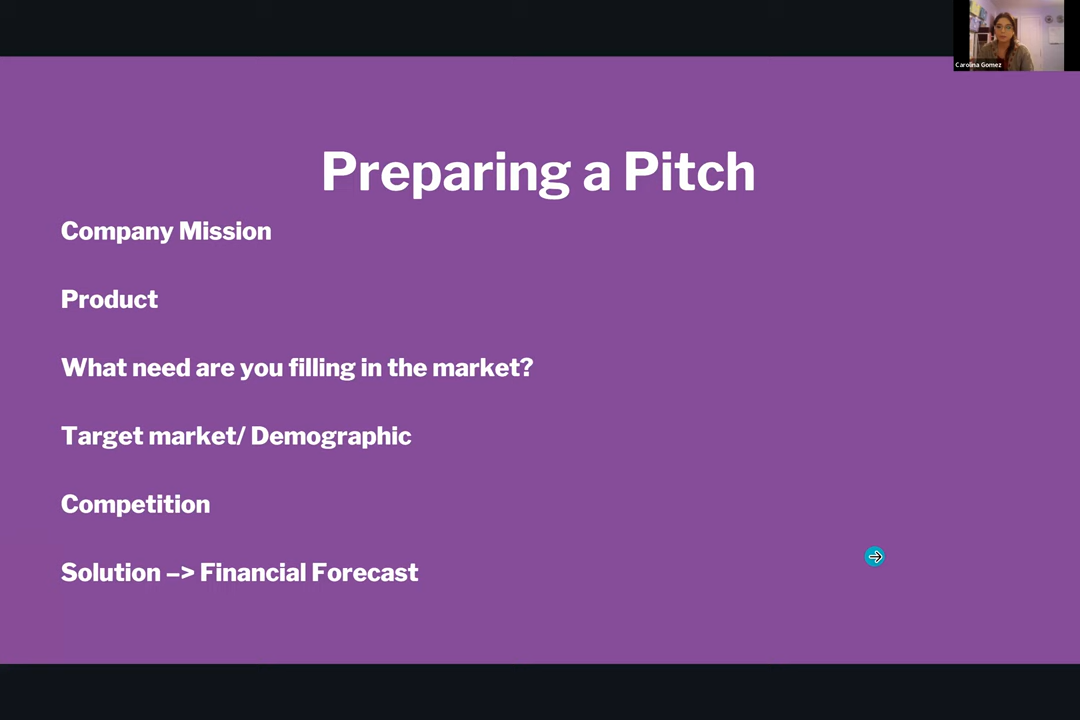 Carolina Gomez
Preparing a Pitch
Company Mission
Product
What need are you filling in the market?
Target market/ Demographic
Competition
Solution –> Financial Forecast